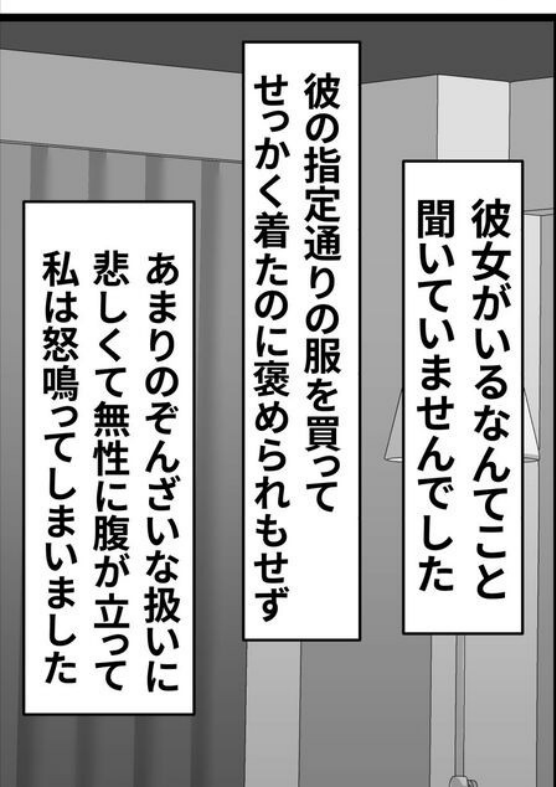 彼女がいるなんてこと
聞いていませんでした
彼の指定通りの服を買って
せっかく着たのに褒められもせず
あまりのぞんざいな扱いに
悲しくて無性に腹が立って
私は怒鳴ってしまいました